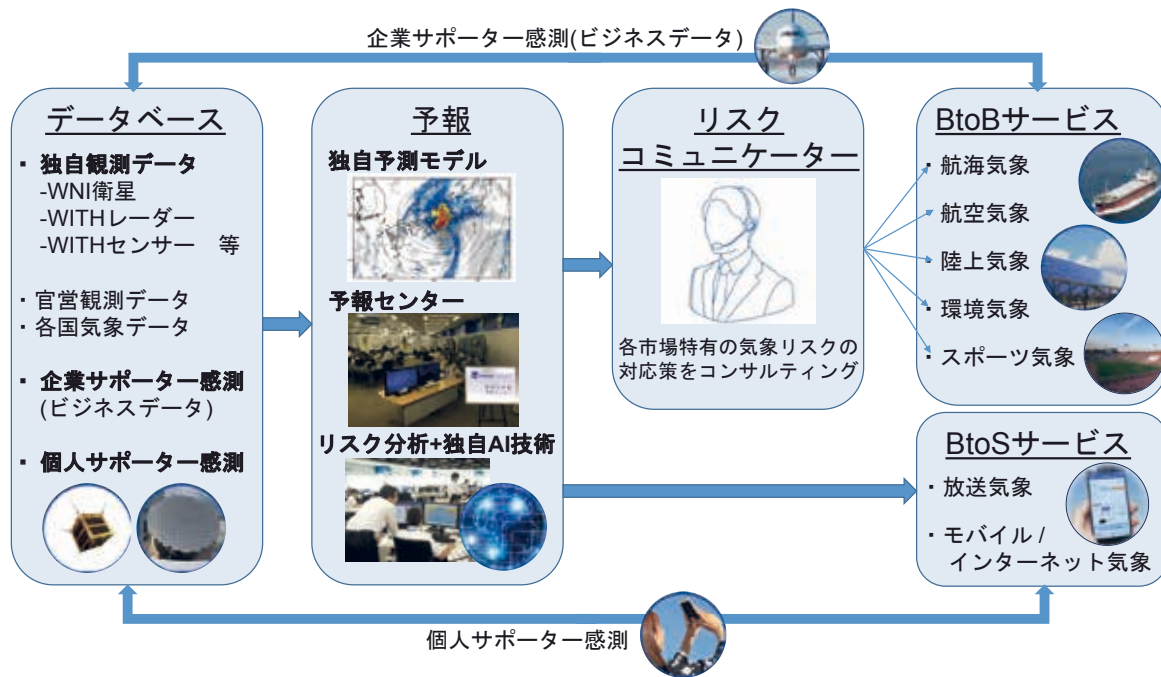 企業サポーター感測(ビジネスデータ)
データベース
・ 独自観測データ
-WNI衛星
-WITHレーダー
-WITHセンサー　等
・官営観測データ
・各国気象データ
・ 企業サポーター感測
(ビジネスデータ)
・ 個人サポーター感測
予報
独自予測モデル
予報センター
リスク分析+独自AI技術
リスク
コミュニケーター
各市場特有の気象リスクの
対応策をコンサルティング
BtoBサービス
・航海気象
・航空気象
・陸上気象
・環境気象
・スポーツ気象
BtoSサービス
・放送気象
・モバイル /
インターネット気象
個人サポーター感測